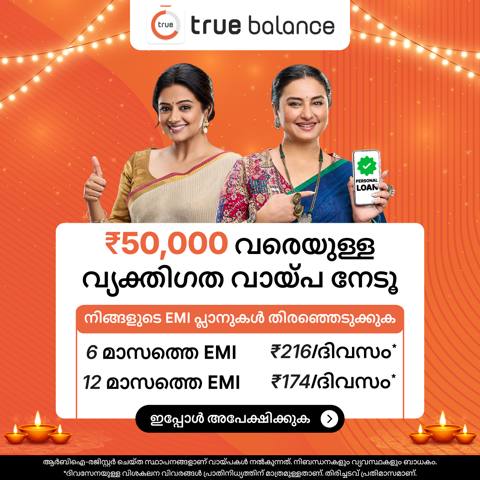 true
true balance
PERSONAL
LOAN
₹50,000 വരെയുള്ള
വ്യക്തിഗത വായ്പ നേടൂ
നിങ്ങളുടെ EMI പ്ലാനുകൾ തിരഞ്ഞെടുക്കുക
6 മാസത്തെ EMI ₹216/ദിവസം*
12 മാസത്തെ EMI ₹174/ദിവസം*
ഇപ്പോൾ അപേക്ഷിക്കുക
ആർബിഐ-രജിസ്റ്റർ ചെയ്ത സ്ഥാപനങ്ങളാണ് വായ്പകൾ നൽകുന്നത്. നിബന്ധനകളും വ്യവസ്ഥകളും ബാധകം.
*ദിവസേനയുള്ള വിശകലന വിവരങ്ങൾ പ്രാതിനിധ്യത്തിന് മാത്രമുള്ളതാണ്. തിരിച്ചടവ് പ്രതിമാസമാണ്.